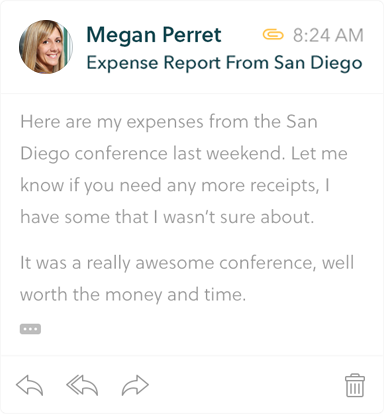 Megan Perret 8:24 AM
Expense Report From San Diego
Here are my expenses from the San
Diego conference last weekend. Let me
know if you need any more receipts, I
have some that I wasn’t sure about.
It was a really awesome conference, well
worth the money and time.